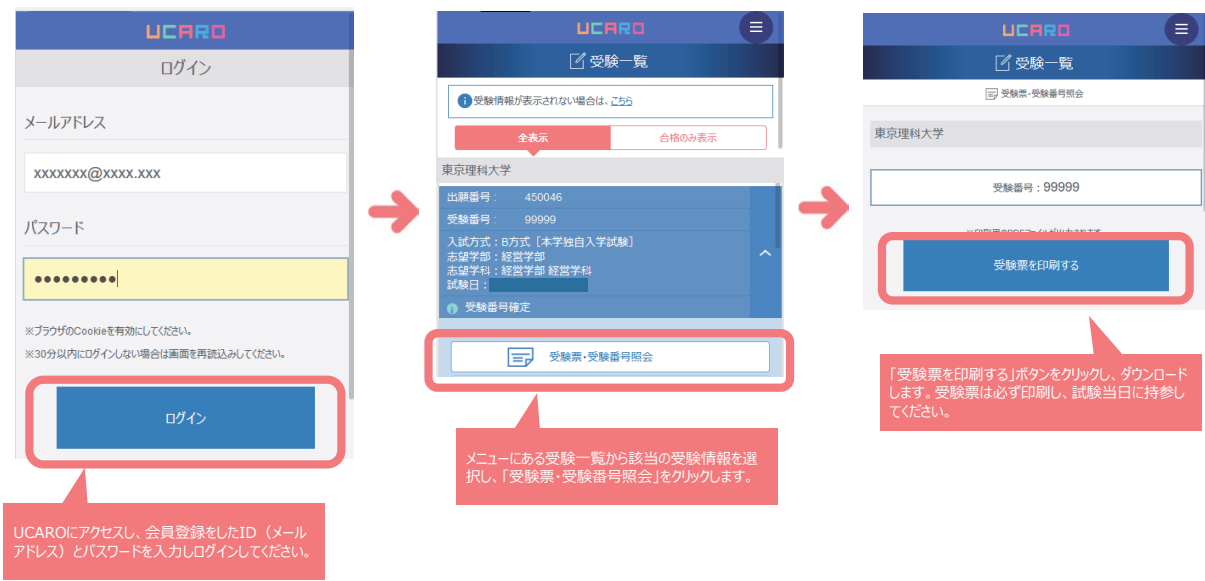 UCARO
ログイン
メールアドレス
xxxxxxx@xxxx.xxx
パスワード
※ブラウザのCookieを有効にしてください。
※30分以内にログインしない場合は画面を再読込みしてください。
ログイン
UCAROにアクセスし、会員登録をしたID（メール
アドレス）とパスワードを入力しログインしてください。
UCARO
受験一覧
受験情報が表示されない場合は、こちら
全表示
合格のみ表示
東京理科大学
出願番号： 450046
受験番号： 99999
入試方式：B方式［本学独自入学試験］
志望学部：経営学部
志望学科：経営学部 経営学科
試験日：
受験番号確定
受験票・受験番号照会
メニューにある受験一覧から該当の受験情報を選
択し、「受験票・受験番号照会」をクリックします。
UCARO
受験一覧
受験票・受験番号照会
東京理科大学
受験番号：99999
受験票を印刷する
「受験票を印刷する」ボタンをクリックし、ダウンロード
します。受験票は必ず印刷し、試験当日に持参し
てください。